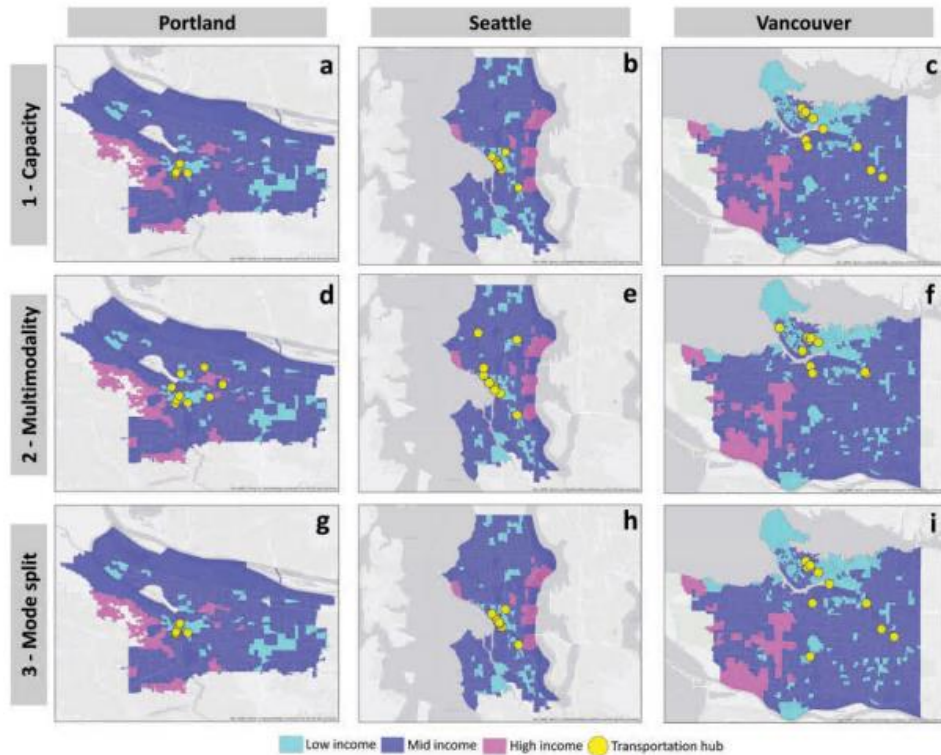 Portland
Seattle
Vancouver
1 - Capacity
a
b
c
2 - Multimodality
d
e
f
3 - Mode split
g
h
i
Low income
Mid income
High income
Transportation hub